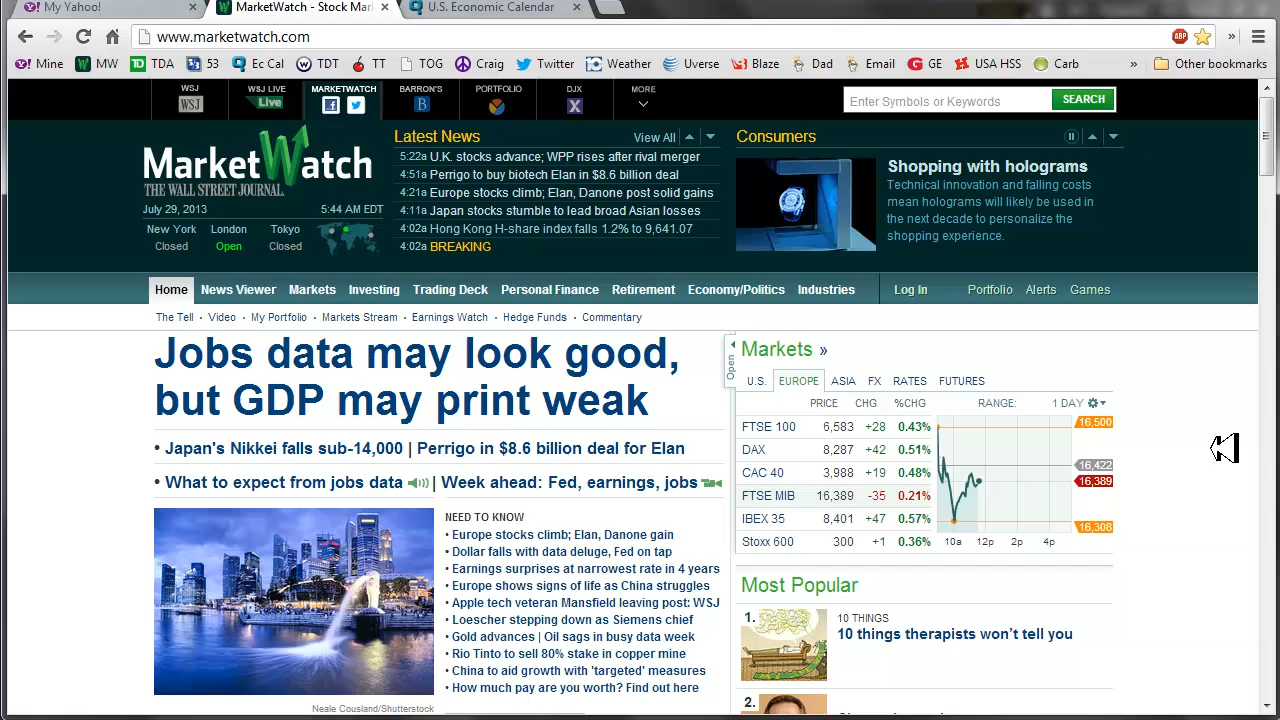 My Yahoo!
MarketWatch - Stock Mar
U.S. Economic Calendar
www.marketwatch.com
ABP
Mine MW TDA 53 Ec Cal TDT TT TOG Craig Twitter Weather Uverse Blaze Dad Email GE USA HSS Carb » Other bookmarks
WSJ WSJ LIVE MARKETWATCH BARRON'S PORTFOLIO DJX MORE
WSJ Live B X
Enter Symbols or Keywords SEARCH
MarketWatch
THE WALL STREET JOURNAL.
July 29, 2013 5:44 AM EDT
New York London Tokyo
Closed Open Closed
Latest News View All
5:22a U.K. stocks advance; WPP rises after rival merger
4:51a Perrigo to buy biotech Elan in $8.6 billion deal
4:21a Europe stocks climb; Elan, Danone post solid gains
4:11a Japan stocks stumble to lead broad Asian losses
4:02a Hong Kong H-share index falls 1.2% to 9,641.07
4:02a BREAKING
Consumers
Shopping with holograms
Technical innovation and falling costs
mean holograms will likely be used in
the next decade to personalize the
shopping experience.
Home News Viewer Markets Investing Trading Deck Personal Finance Retirement Economy/Politics Industries Log In Portfolio Alerts Games
The Tell • Video • My Portfolio • Markets Stream • Earnings Watch • Hedge Funds • Commentary
Jobs data may look good,
but GDP may print weak
• Japan's Nikkei falls sub-14,000 | Perrigo in $8.6 billion deal for Elan
• What to expect from jobs data | Week ahead: Fed, earnings, jobs
NEED TO KNOW
• Europe stocks climb; Elan, Danone gain
• Dollar falls with data deluge, Fed on tap
• Earnings surprises at narrowest rate in 4 years
• Europe shows signs of life as China struggles
• Apple tech veteran Mansfield leaving post: WSJ
• Loescher stepping down as Siemens chief
• Gold advances | Oil sags in busy data week
• Rio Tinto to sell 80% stake in copper mine
• China to aid growth with 'targeted' measures
• How much pay are you worth? Find out here
Neale Cousland/Shutterstock
Open
Markets »
U.S. EUROPE ASIA FX RATES FUTURES
PRICE CHG %CHG RANGE: 1 DAY
FTSE 100 6,583 +28 0.43%
DAX 8,287 +42 0.51%
CAC 40 3,988 +19 0.48%
FTSE MIB 16,389 -35 0.21%
IBEX 35 8,401 +47 0.57%
Stoxx 600 300 +1 0.36%
16,500
16,422
16,389
16,308
10a 12p 2p 4p
Most Popular
1. 10 THINGS
10 things therapists won't tell you
2.